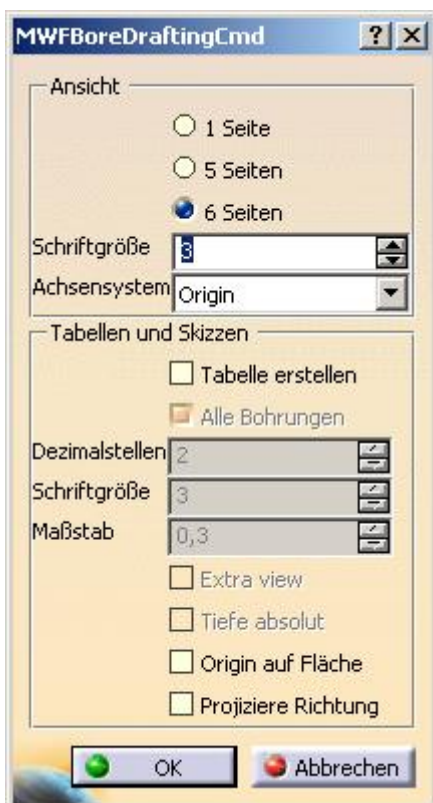 MWFBoreDraftingCmd ? X
Ansicht
1 Seite
5 Seiten
6 Seiten
Schriftgröße 3
Achsensystem Origin
Tabellen und Skizzen
Tabelle erstellen
Alle Bohrungen
Dezimalstellen 2
Schriftgröße 3
Maßstab 0,3
Extra view
Tiefe absolut
Origin auf Fläche
Projiziere Richtung
OK Abbrechen